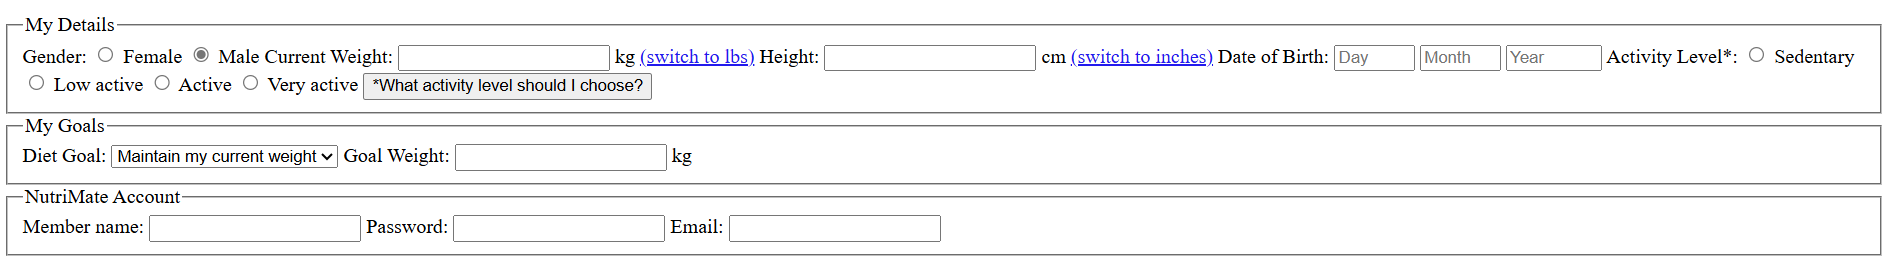 My Details
Gender: Female Male Current Weight: kg (switch to lbs) Height: cm (switch to inches) Date of Birth: Day Month Year Activity Level*: Sedentary
Low active Active Very active *What activity level should I choose?
My Goals
Diet Goal: Maintain my current weight Goal Weight: kg
NutriMate Account
Member name: Password: Email: